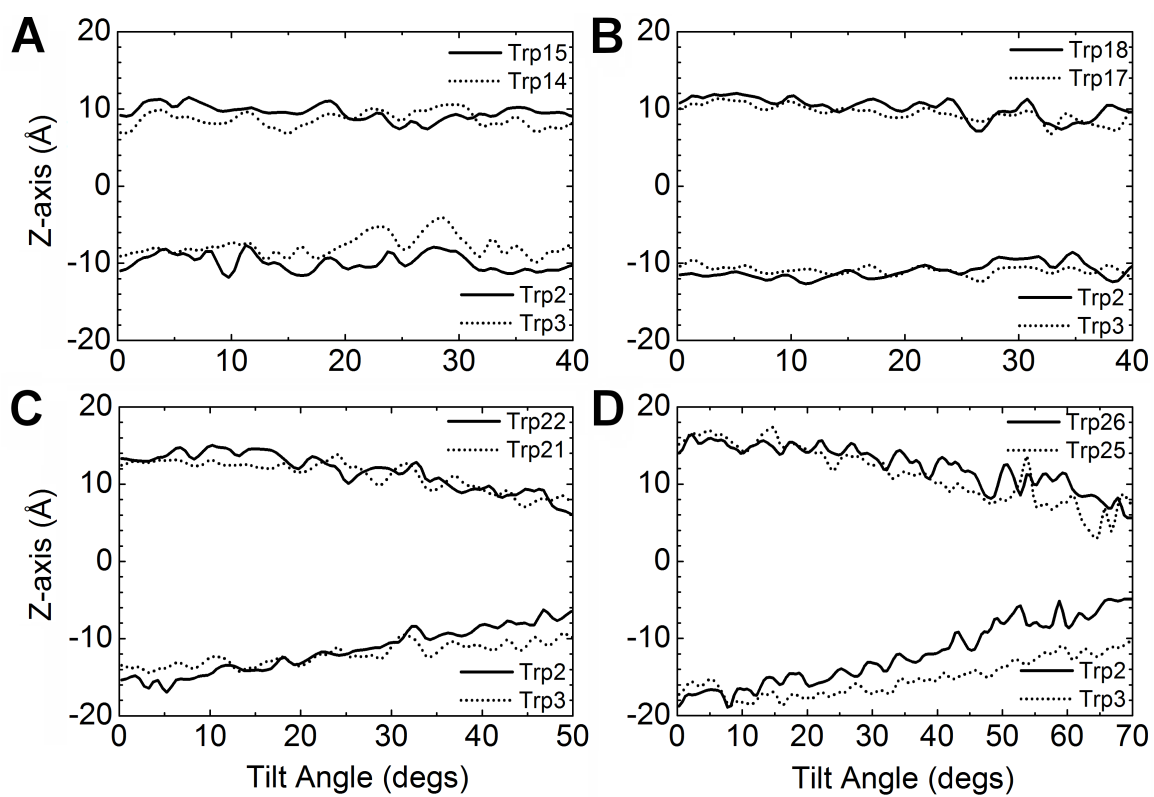 A
20
10
0
-10
-20
Z-axis (Å)
Trp15
Trp14
Trp2
Trp3
0 10 20 30 40
B
20
10
0
-10
-20
Trp18
Trp17
Trp2
Trp3
0 10 20 30 40
C
20
10
0
-10
-20
Z-axis (Å)
Trp22
Trp21
Trp2
Trp3
0 10 20 30 40 50
Tilt Angle (degs)
D
20
10
0
-10
-20
Trp26
Trp25
Trp2
Trp3
0 10 20 30 40 50 60 70
Tilt Angle (degs)